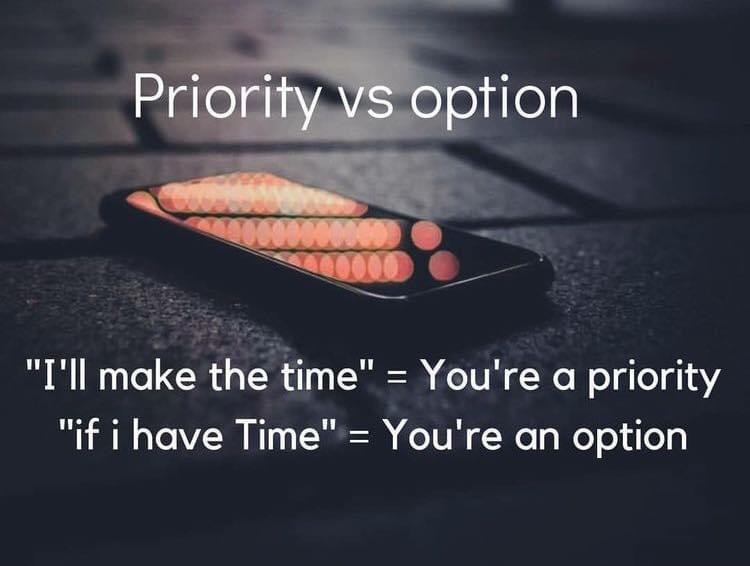 Priority vs option
"I'll make the time" = You're a priority
"if i have Time" = You're an option